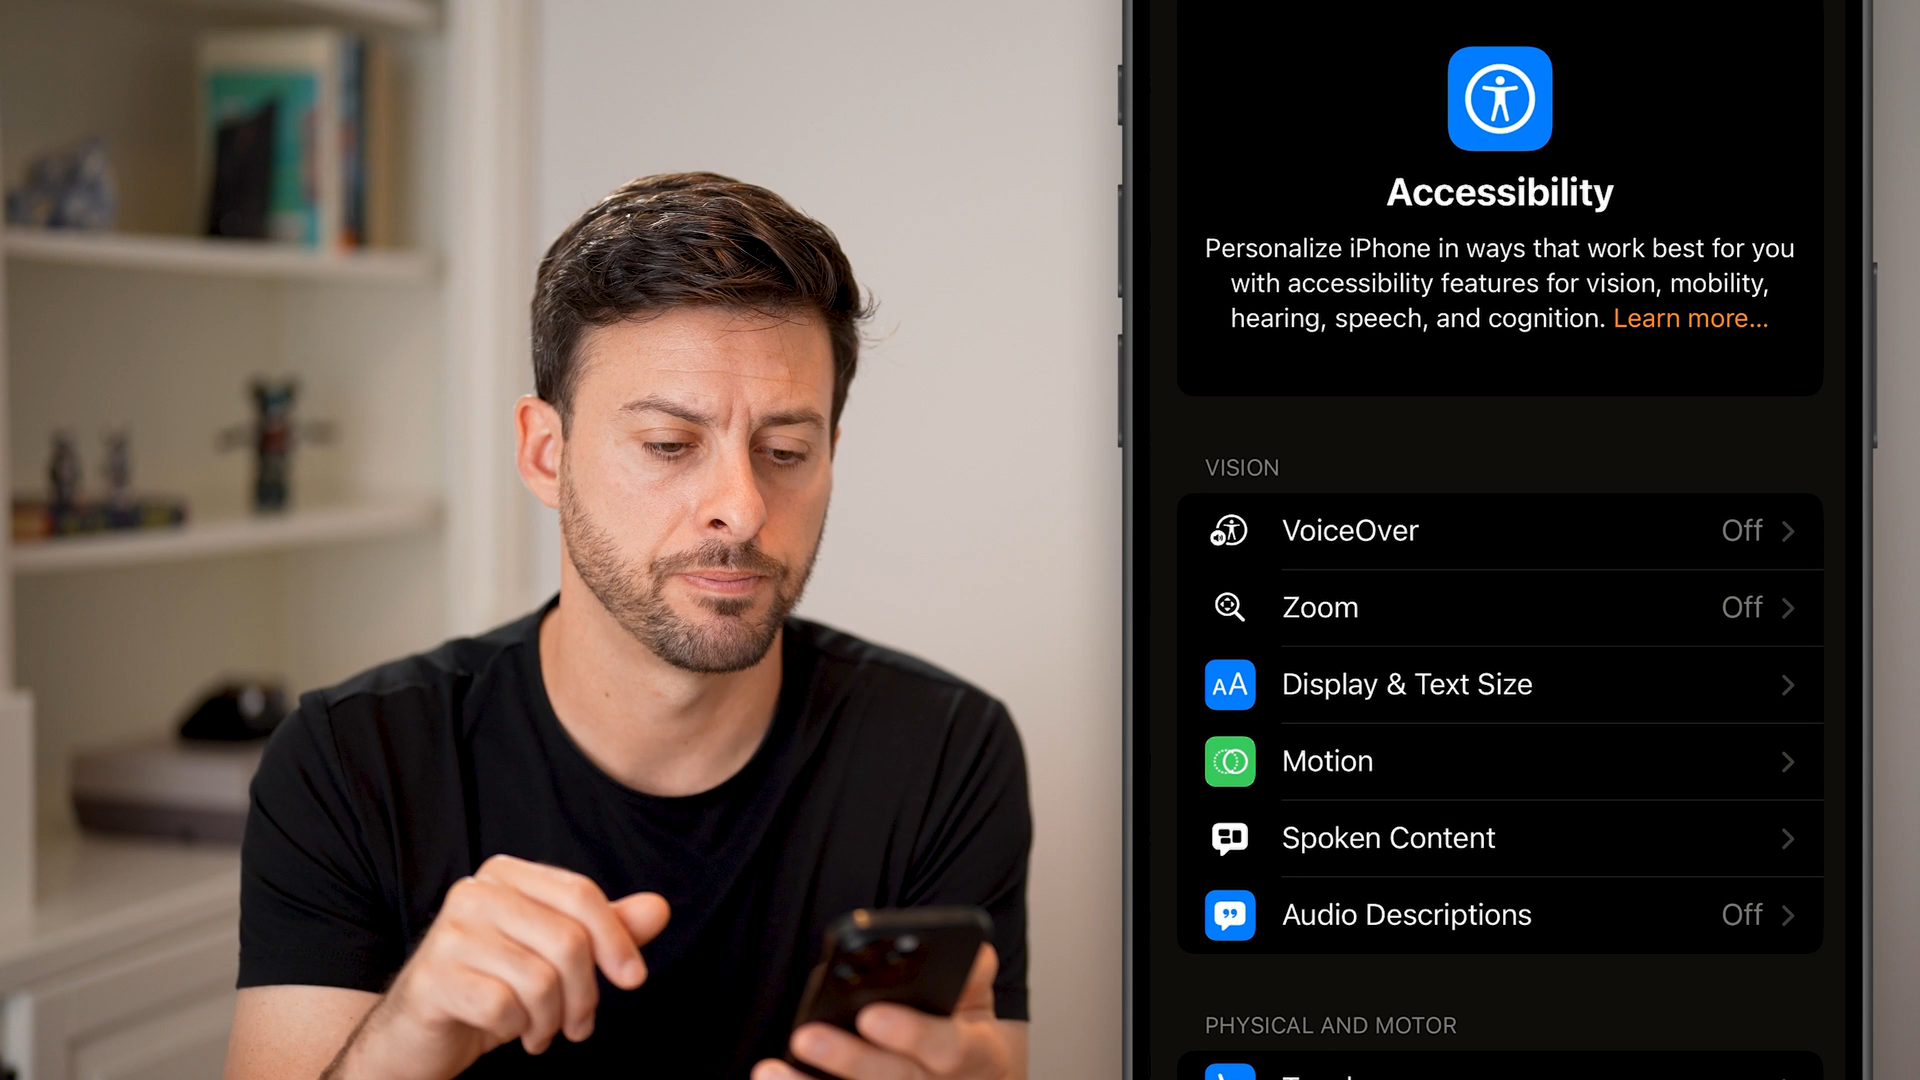 Accessibility
Personalize iPhone in ways that work best for you
with accessibility features for vision, mobility,
hearing, speech, and cognition. Learn more...
VISION
VoiceOver Off
Zoom Off
AA Display & Text Size
Motion
Spoken Content
Audio Descriptions Off
PHYSICAL AND MOTOR